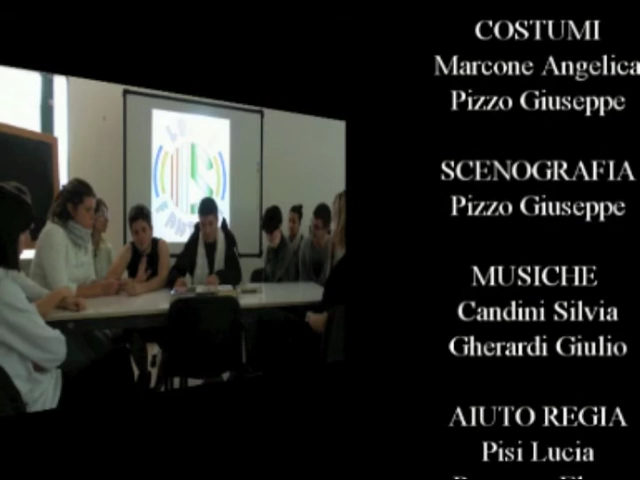 COSTUMI
Marcone Angelica
Pizzo Giuseppe
SCENOGRAFIA
Pizzo Giuseppe
MUSICHE
Candini Silvia
Gherardi Giulio
AIUTO REGIA
Pisi Lucia